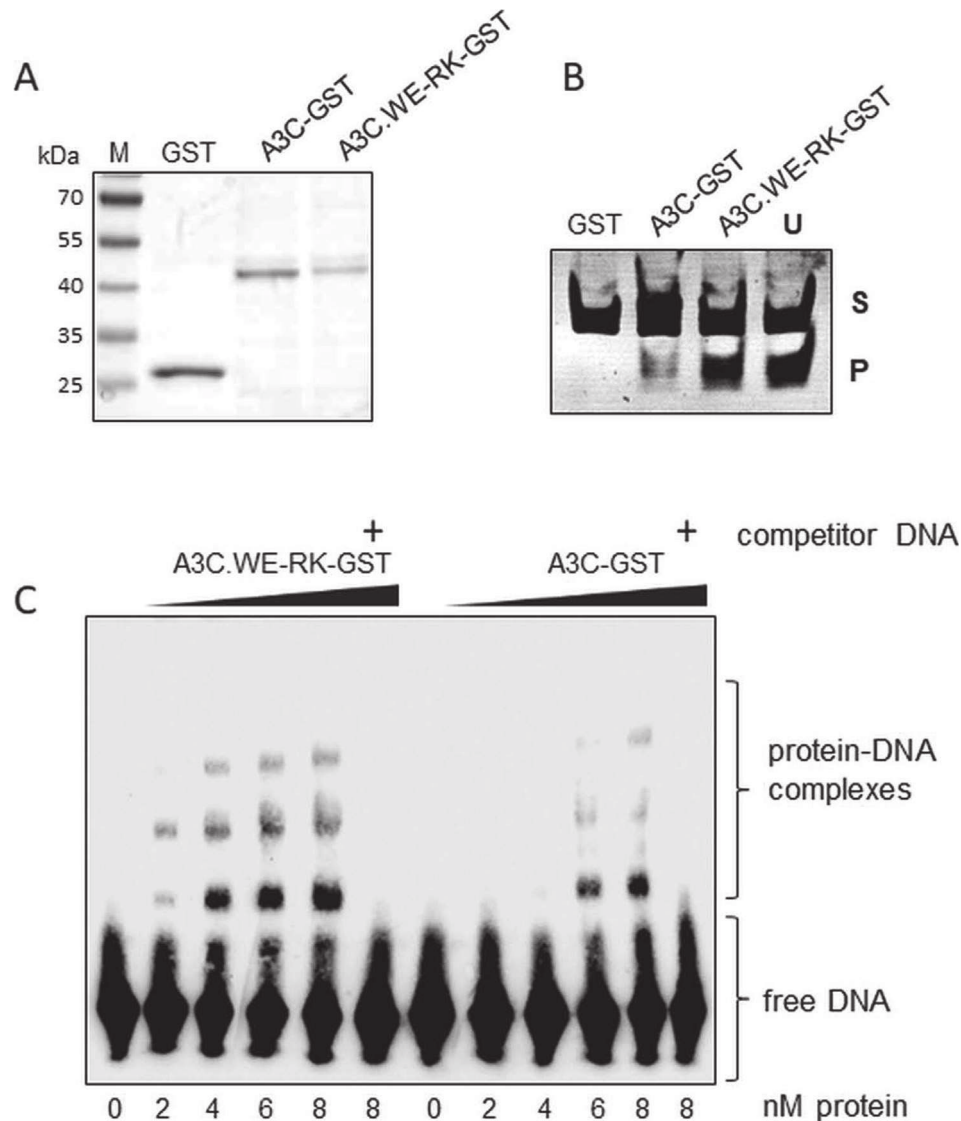 A
B
kDa M GST A3C-GST A3C.WE-RK-GST
70
55
40
35
25
GST A3C-GST A3C.WE-RK-GST U
S
P
+ + competitor DNA
A3C.WE-RK-GST A3C-GST
C
protein-DNA
complexes
free DNA
0 2 4 6 8 8 0 2 4 6 8 8 nM protein